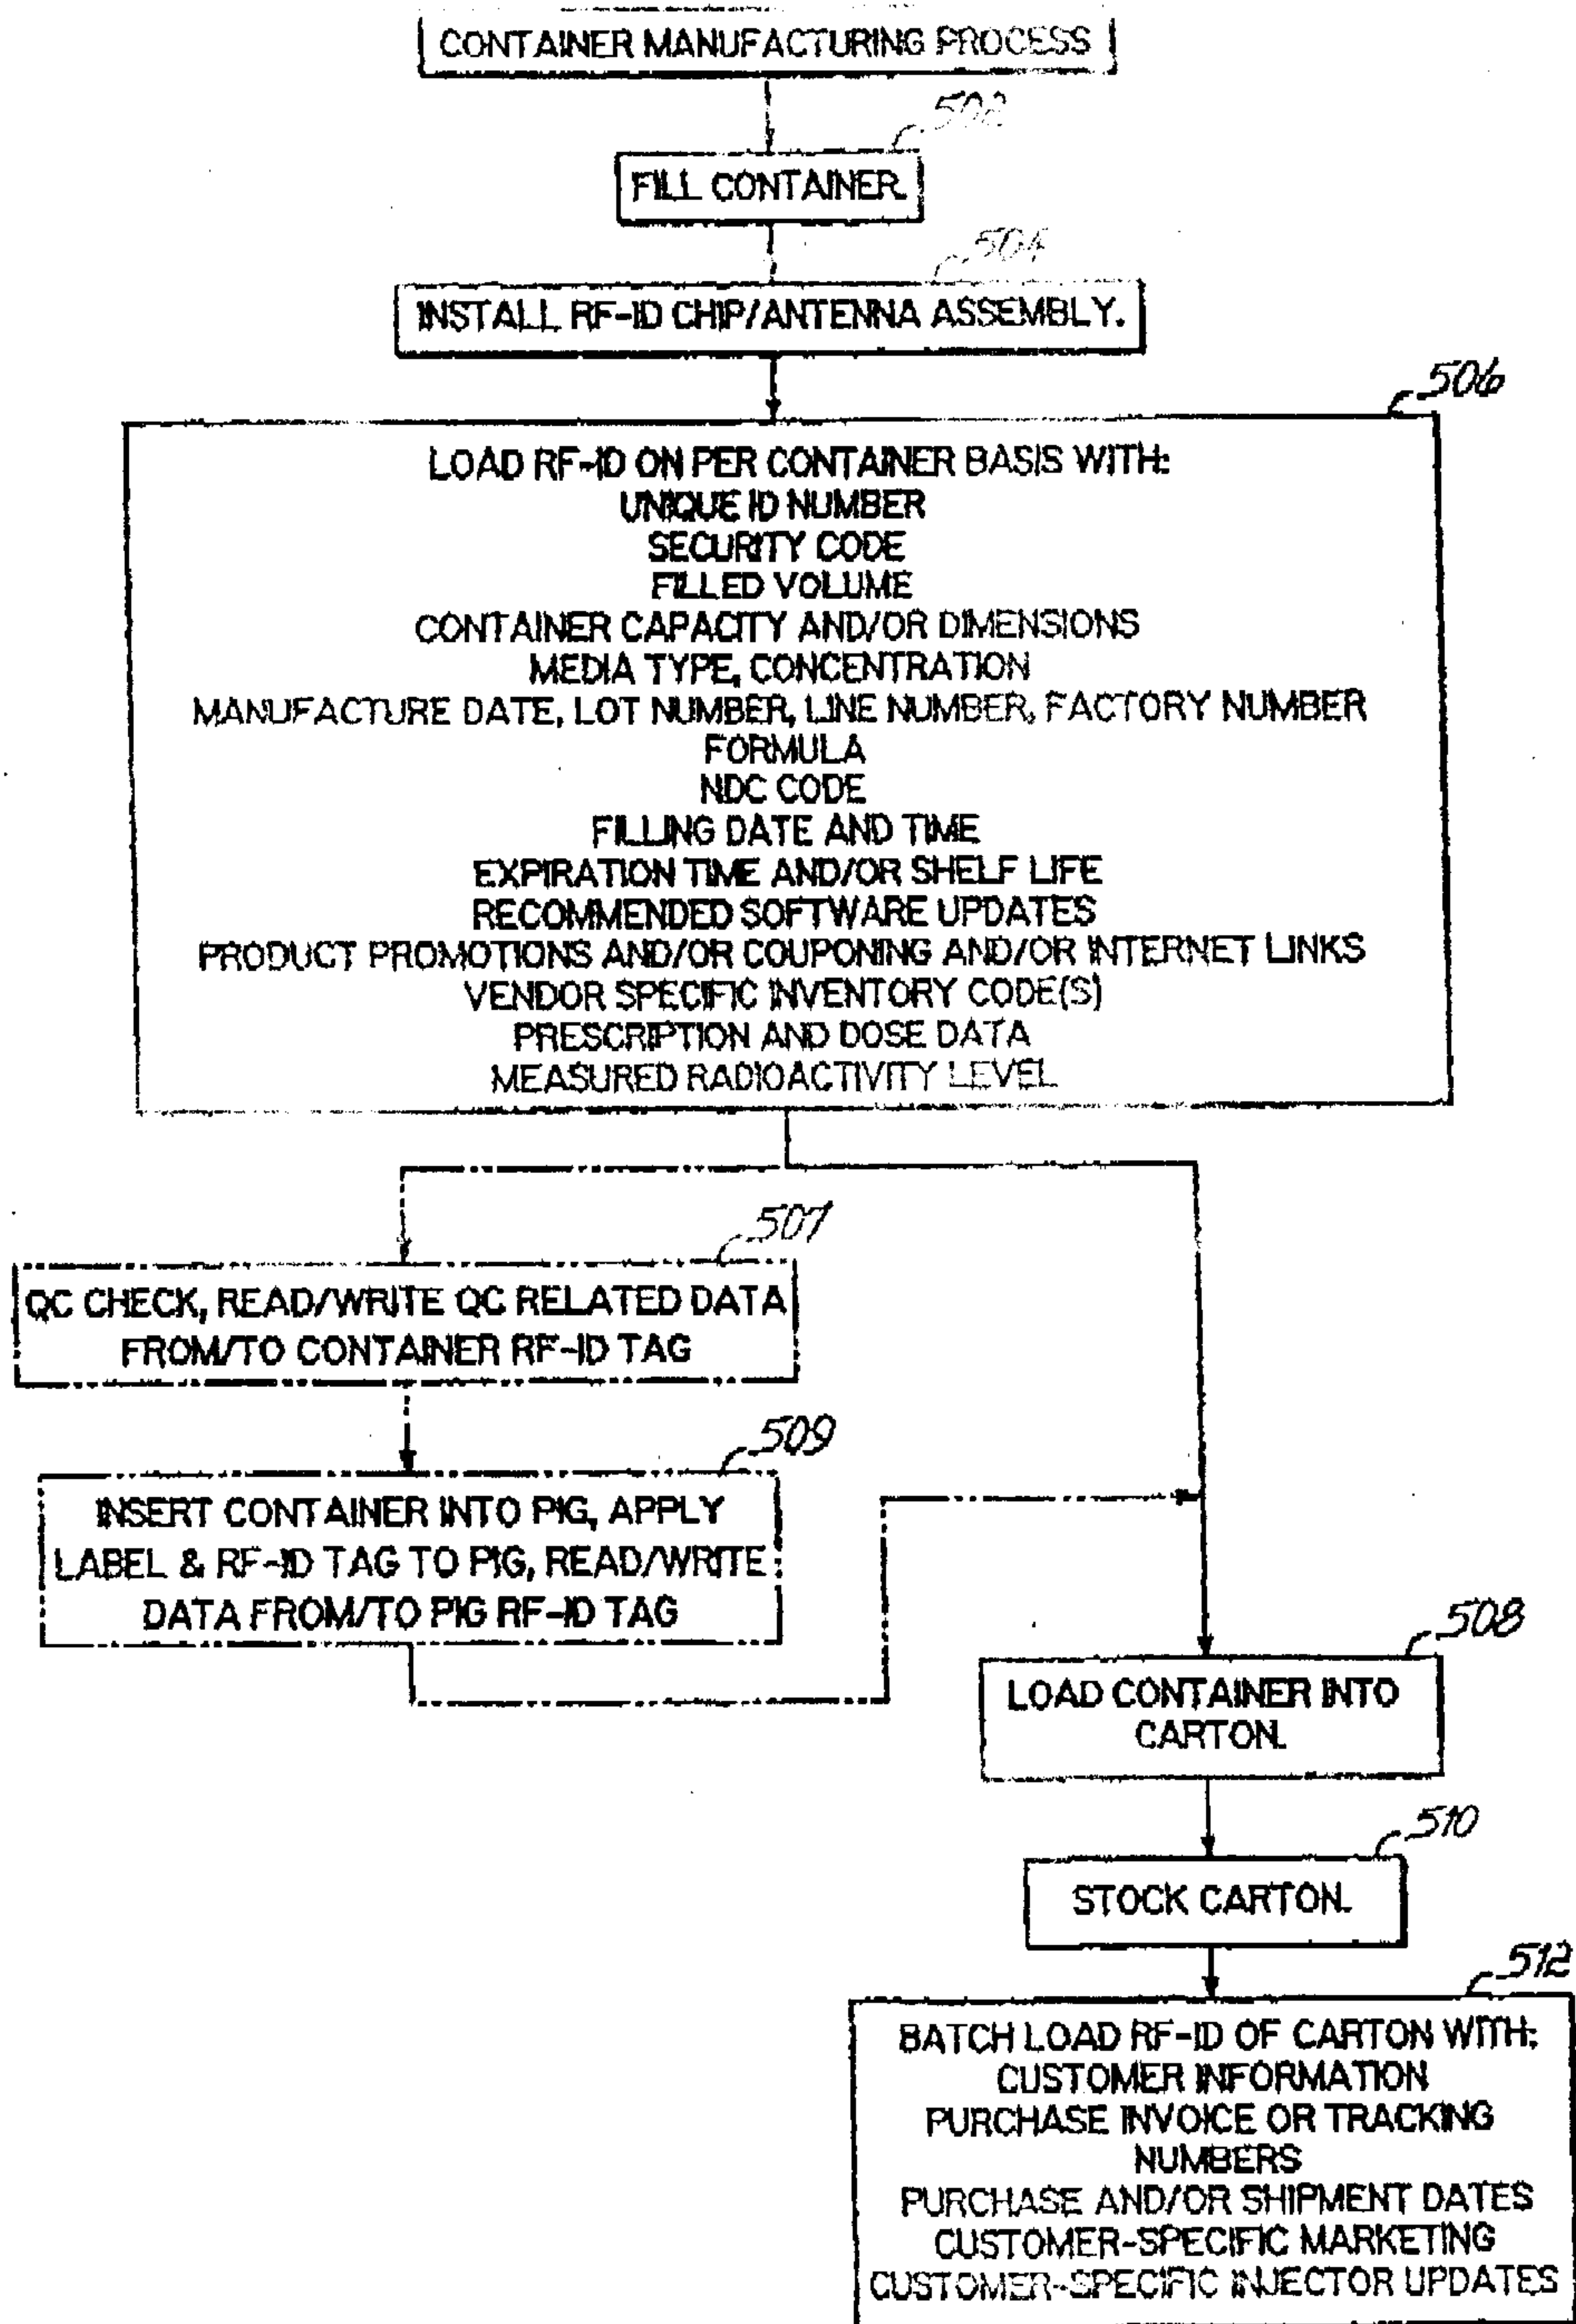 CONTAINER MANUFACTURING PROCESS
502
FILL CONTAINER.
504
INSTALL RF-ID CHIP/ANTENNA ASSEMBLY.
506
LOAD RF-ID ON PER CONTAINER BASIS WITH:
UNIQUE ID NUMBER
SECURITY CODE
FILLED VOLUME
CONTAINER CAPACITY AND/OR DIMENSIONS
MEDIA TYPE, CONCENTRATION
MANUFACTURE DATE, LOT NUMBER, LINE NUMBER, FACTORY NUMBER
FORMULA
NDC CODE
FILLING DATE AND TIME
EXPIRATION TIME AND/OR SHELF LIFE
RECOMMENDED SOFTWARE UPDATES
PRODUCT PROMOTIONS AND/OR COUPONING AND/OR INTERNET LINKS
VENDOR SPECIFIC INVENTORY CODE(S)
PRESCRIPTION AND DOSE DATA
MEASURED RADIOACTIVITY LEVEL
507
QC CHECK, READ/WRITE QC RELATED DATA
FROM/TO CONTAINER RF-ID TAG
509
INSERT CONTAINER INTO PIG, APPLY
LABEL & RF-ID TAG TO PIG, READ/WRITE
DATA FROM/TO PIG RF-ID TAG
508
LOAD CONTAINER INTO
CARTON.
510
STOCK CARTON.
512
BATCH LOAD RF-ID OF CARTON WITH:
CUSTOMER INFORMATION
PURCHASE INVOICE OR TRACKING
NUMBERS
PURCHASE AND/OR SHIPMENT DATES
CUSTOMER-SPECIFIC MARKETING
CUSTOMER-SPECIFIC INJECTOR UPDATES